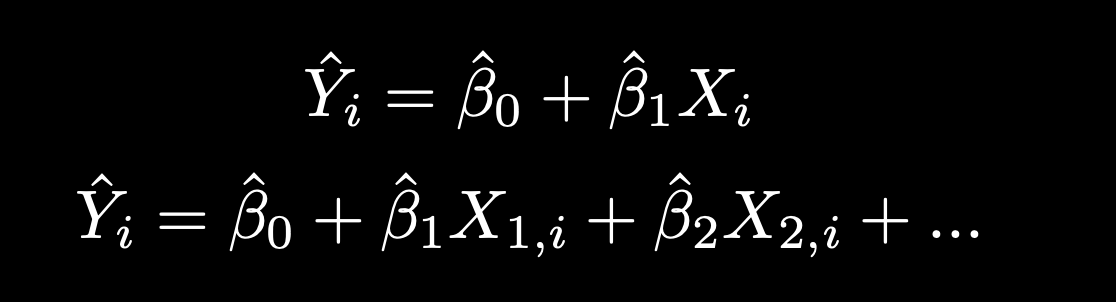 Ŷᵢ = β̂₀ + β̂₁Xᵢ
Ŷᵢ = β̂₀ + β̂₁X₁,ᵢ + β̂₂X₂,ᵢ + ...